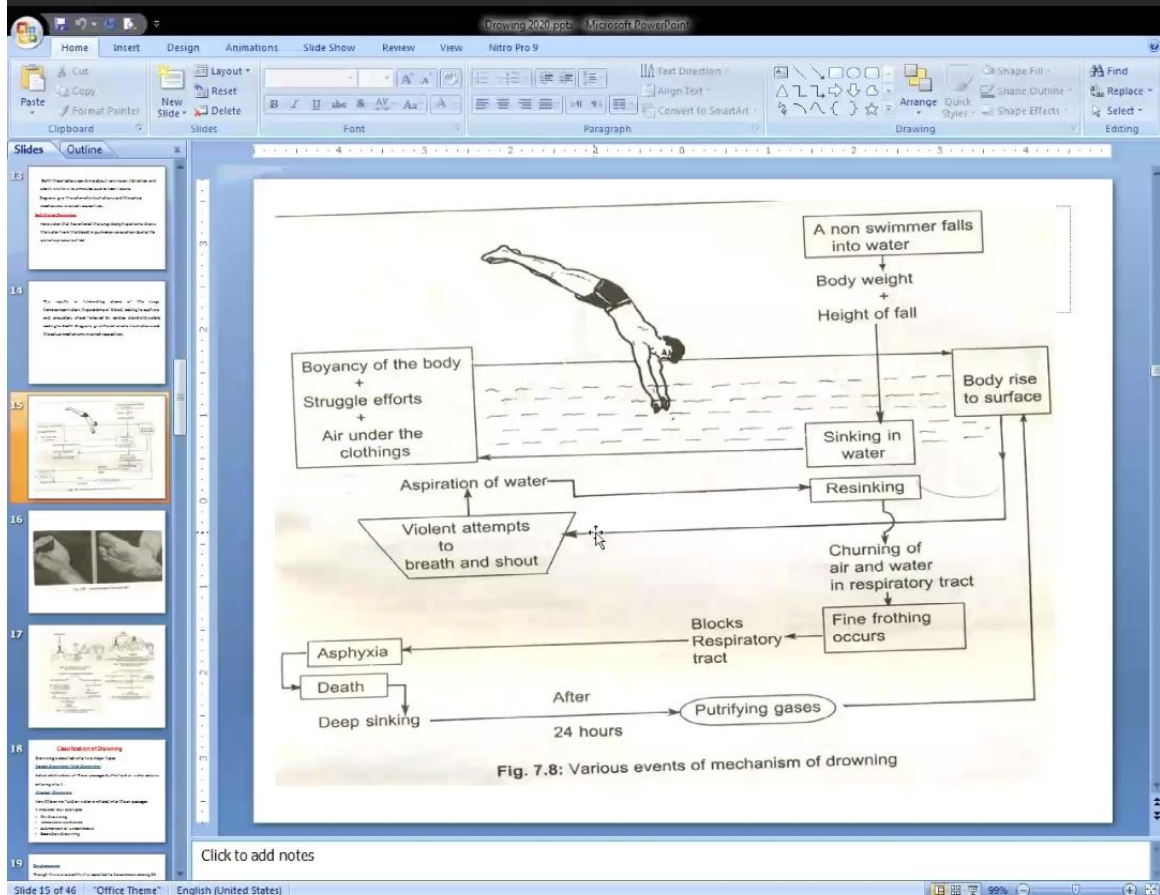 Drowing 2020.pptx - Microsoft PowerPoint
Home Insert Design Animations Slide Show Review View Nitro Pro 9
Cut
Copy
Format Painter
Paste
Clipboard
New
Slide
Layout
Reset
Delete
Slides
Font
Text Direction
Align Text
Convert to SmartArt
Paragraph
Arrange
Quick
Styles
Shape Fill
Shape Outline
Shape Effects
Drawing
Find
Replace
Select
Editing
Slides Outline
13
14
15
16
17
18
Classification of Drowning
19
A non swimmer falls
into water
Body weight
+
Height of fall
Boyancy of the body
+
Struggle efforts
+
Air under the
clothings
Body rise
to surface
Sinking in
water
Aspiration of water
Resinking
Violent attempts
to
breath and shout
Churning of
air and water
in respiratory tract
Fine frothing
occurs
Blocks
Respiratory
tract
Asphyxia
Death
Deep sinking
After
24 hours
Putrifying gases
Fig. 7.8: Various events of mechanism of drowning
Click to add notes
Slide 15 of 46 "Office Theme" English (United States) 99%